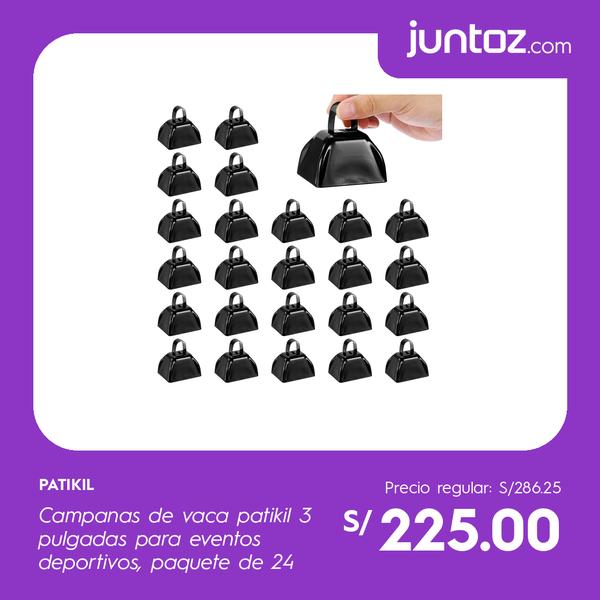 juntoz.com
PATIKIL
Campanas de vaca patikil 3
pulgadas para eventos
deportivos, paquete de 24
Precio regular: S/286.25
S/ 225.00